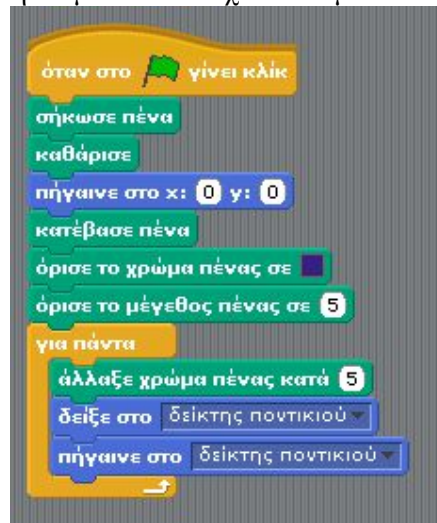 όταν στο γίνει κλίκ
σήκωσε πένα
καθάρισε
πήγαινε στο x: 0 y: 0
κατέβασε πένα
όρισε το χρώμα πένας σε
όρισε το μέγεθος πένας σε 5
για πάντα
άλλαξε χρώμα πένας κατά 5
δείξε στο δείκτης ποντικιού
πήγαινε στο δείκτης ποντικιού